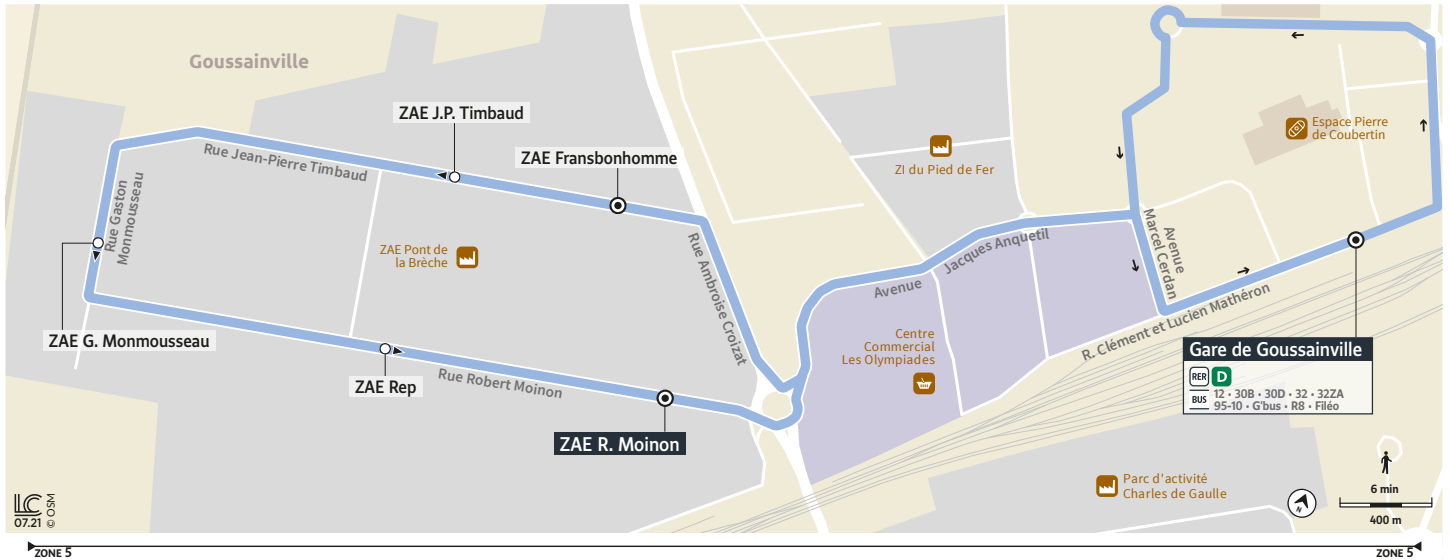 Goussainville
ZAE J.P. Timbaud
ZAE Fransbonhomme
Rue Jean-Pierre Timbaud
Rue Gaston
Monmousseau
ZAE Pont de
la Brèche
ZAE G. Monmousseau
ZAE Rep
Rue Robert Moinon
ZAE R. Moinon
Rue Ambroise Croizat
ZI du Pied de Fer
Avenue
Jacques Anquetil
Centre
Commercial
Les Olympiades
Espace Pierre
de Coubertin
Avenue
Marcel Cerdan
R. Clément et Lucien Mathéron
Gare de Goussainville
RER D
BUS
12 • 30B • 30D • 32 • 32ZA
95-10 • G'bus • R8 • Filéo
Parc d'activité
Charles de Gaulle
N
6 min
400 m
LC
07.21
© OSM
ZONE 5
ZONE 5